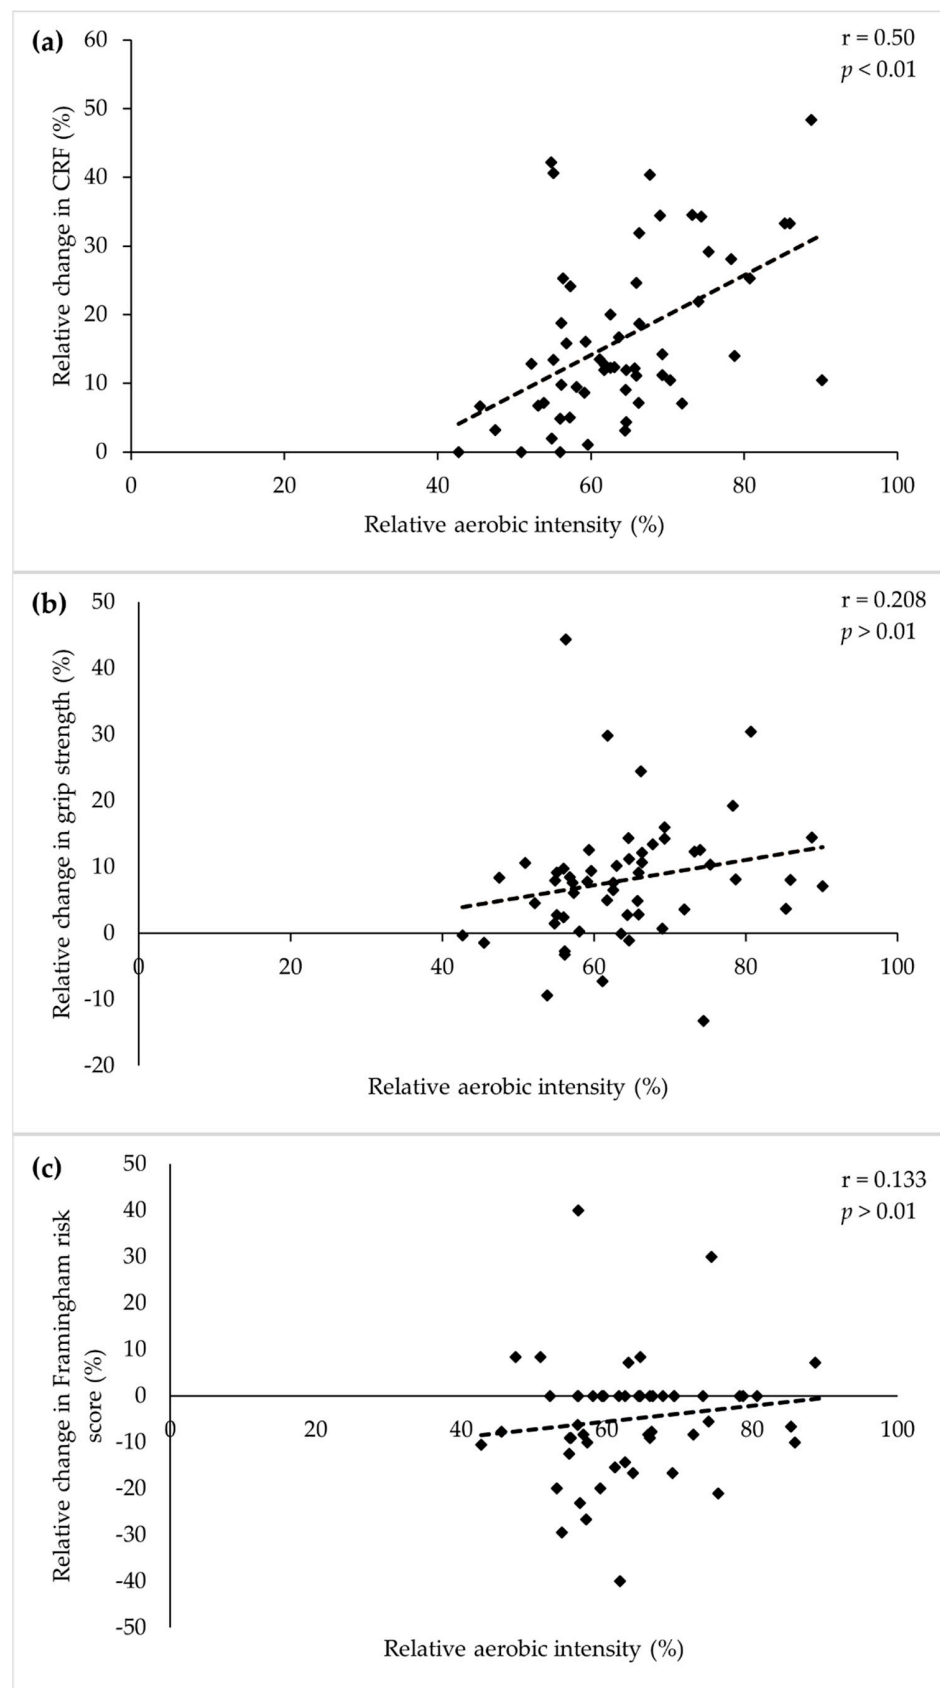 (a)
r = 0.50
p < 0.01
Relative change in CRF (%)
60
50
40
30
20
10
0
0 20 40 60 80 100
Relative aerobic intensity (%)
(b)
r = 0.208
p > 0.01
Relative change in grip strength (%)
50
40
30
20
10
0
-10
-20
0 20 40 60 80 100
Relative aerobic intensity (%)
(c)
r = 0.133
p > 0.01
Relative change in Framingham risk
score (%)
50
40
30
20
10
0
-10
-20
-30
-40
-50
0 20 40 60 80 100
Relative aerobic intensity (%)